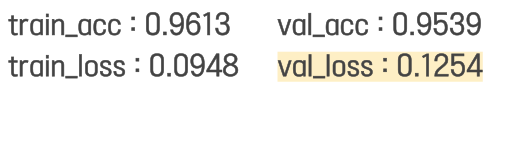 train_acc : 0.9613 val_acc : 0.9539
train_loss : 0.0948 val_loss : 0.1254